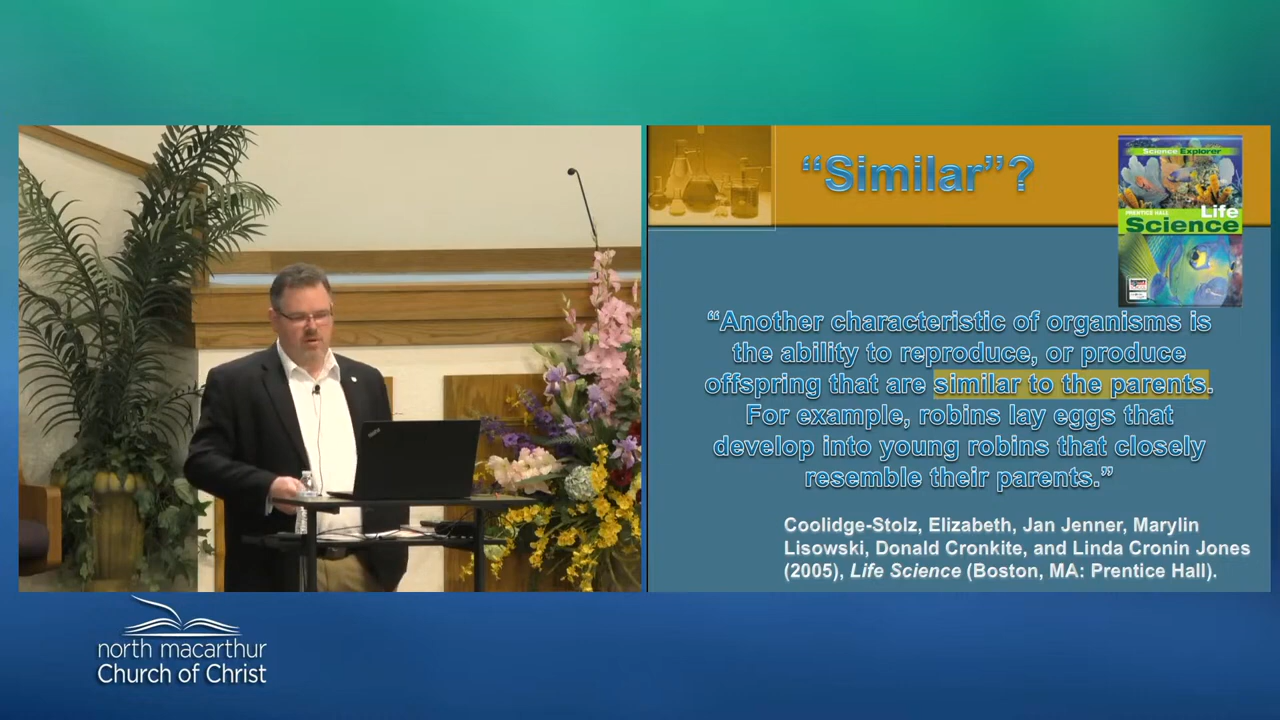 “Similar”?
Science Explorer
PRENTICE HALL
Life
Science
“Another characteristic of organisms is
the ability to reproduce, or produce
offspring that are similar to the parents.
For example, robins lay eggs that
develop into young robins that closely
resemble their parents.”
Coolidge-Stolz, Elizabeth, Jan Jenner, Marylin
Lisowski, Donald Cronkite, and Linda Cronin Jones
(2005), Life Science (Boston, MA: Prentice Hall).
north macarthur
Church of Christ